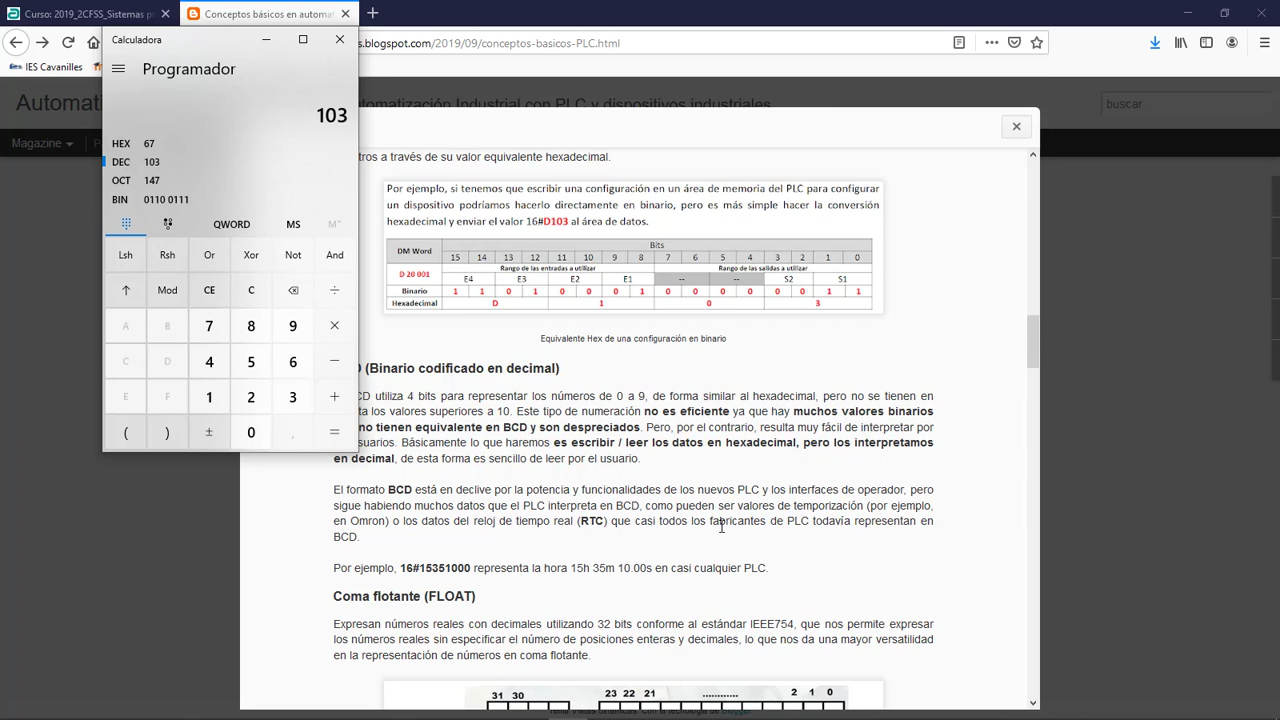 Curso: 2019_2CFSS_Sistemas p
Conceptos básicos en automat
s.blogspot.com/2019/09/conceptos-basicos-PLC.html
IES Cavanilles
Calculadora
Programador
103
HEX 67
DEC 103
OCT 147
BIN 0110 0111
QWORD MS M
Lsh Rsh Or Xor Not And
↑ Mod CE C ÷
A B 7 8 9 ×
C D 4 5 6 −
E F 1 2 3 +
( ) ± 0 , =
Automat
tomatización Industrial con PLC y dispositivos industriales
buscar
Magazine
tros a través de su valor equivalente hexadecimal.
Por ejemplo, si tenemos que escribir una configuración en un área de memoria del PLC para configurar
un dispositivo podríamos hacerlo directamente en binario, pero es más simple hacer la conversión
hexadecimal y enviar el valor 16#D103 al área de datos.
DM Word Bits
15 14 13 12 11 10 9 8 7 6 5 4 3 2 1 0
D 20 001 Rango de las entradas a utilizar Rango de las salidas a utilizar
E4 E3 E2 E1 -- -- S2 S1
Binario 1 1 0 1 0 0 0 1 0 0 0 0 0 0 1 1
Hexadecimal D 1 0 3
Equivalente Hex de una configuración en binario
(Binario codificado en decimal)
CD utiliza 4 bits para representar los números de 0 a 9, de forma similar al hexadecimal, pero no se tienen en
ta los valores superiores a 10. Este tipo de numeración no es eficiente ya que hay muchos valores binarios
no tienen equivalente en BCD y son despreciados. Pero, por el contrario, resulta muy fácil de interpretar por
suarios. Básicamente lo que haremos es escribir / leer los datos en hexadecimal, pero los interpretamos
en decimal, de esta forma es sencillo de leer por el usuario.
El formato BCD está en declive por la potencia y funcionalidades de los nuevos PLC y los interfaces de operador, pero
sigue habiendo muchos datos que el PLC interpreta en BCD, como pueden ser valores de temporización (por ejemplo,
en Omron) o los datos del reloj de tiempo real (RTC) que casi todos los fabricantes de PLC todavía representan en
BCD.
Por ejemplo, 16#15351000 representa la hora 15h 35m 10.00s en casi cualquier PLC.
Coma flotante (FLOAT)
Expresan números reales con decimales utilizando 32 bits conforme al estándar IEEE754, que nos permite expresar
los números reales sin especificar el número de posiciones enteras y decimales, lo que nos da una mayor versatilidad
en la representación de números en coma flotante.
31 30 23 22 21 ............ 2 1 0